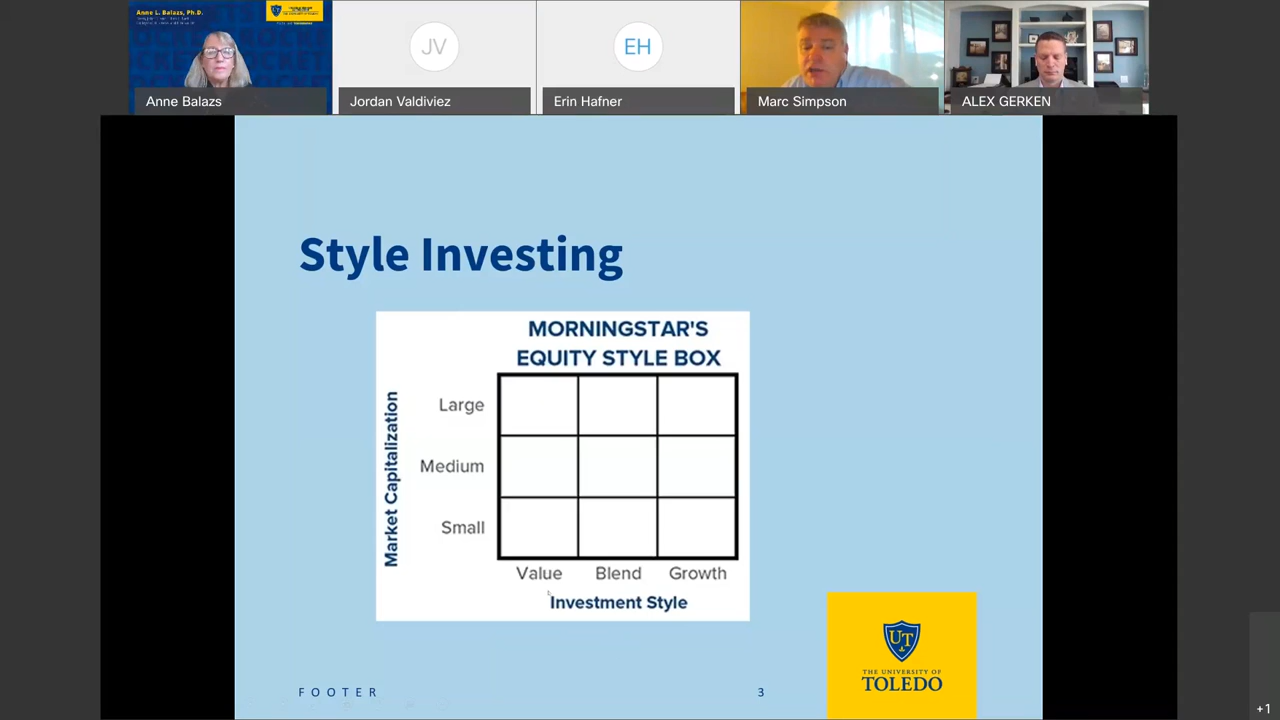 Anne L. Balazs, Ph.D.
Anne Balazs
JV
Jordan Valdiviez
EH
Erin Hafner
Marc Simpson
ALEX GERKEN
Style Investing
MORNINGSTAR'S
EQUITY STYLE BOX
Market Capitalization
Large
Medium
Small
Value Blend Growth
Investment Style
UT
THE UNIVERSITY OF
TOLEDO
FOOTER
3
+1